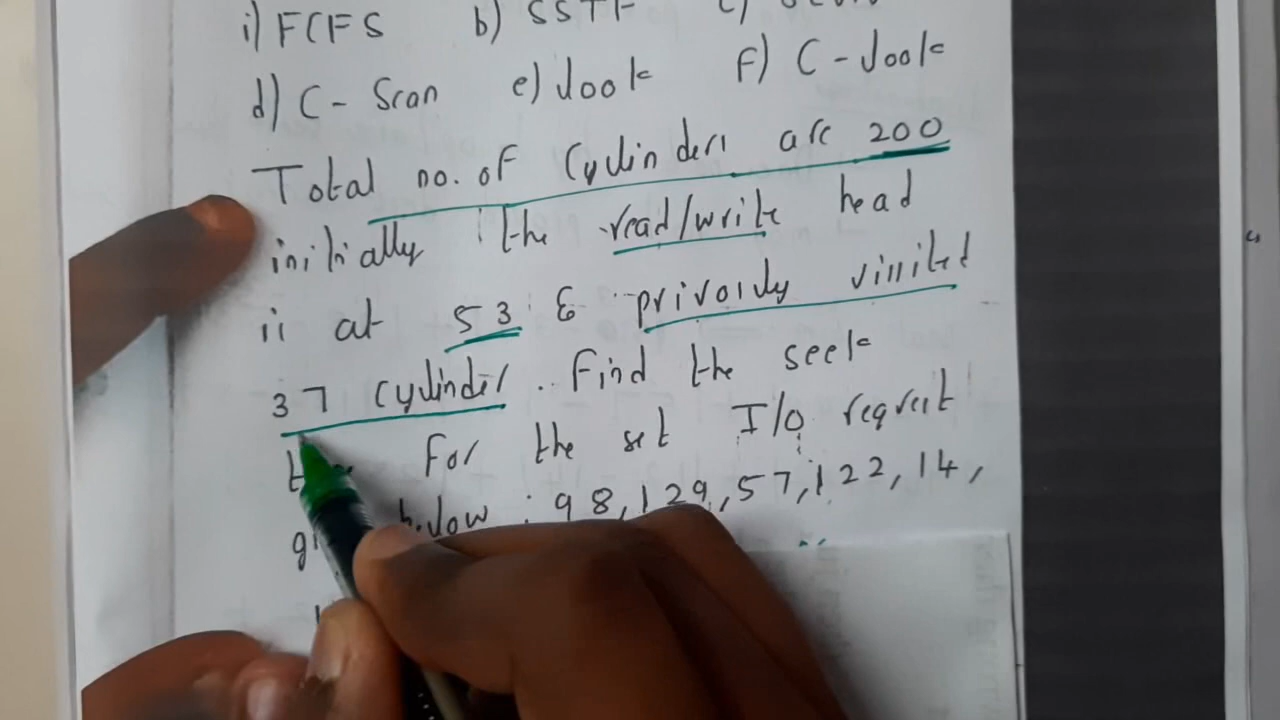 i) FCFS b) SSTF c)
d) C- Scan e) Look F) C - Look
Total no. of Cylinders are 200
initially the read/write head
is at 53 & privously visited
37 cylinder. Find the seek
For the set I/O request
below : 98, 129, 57, 122, 14,